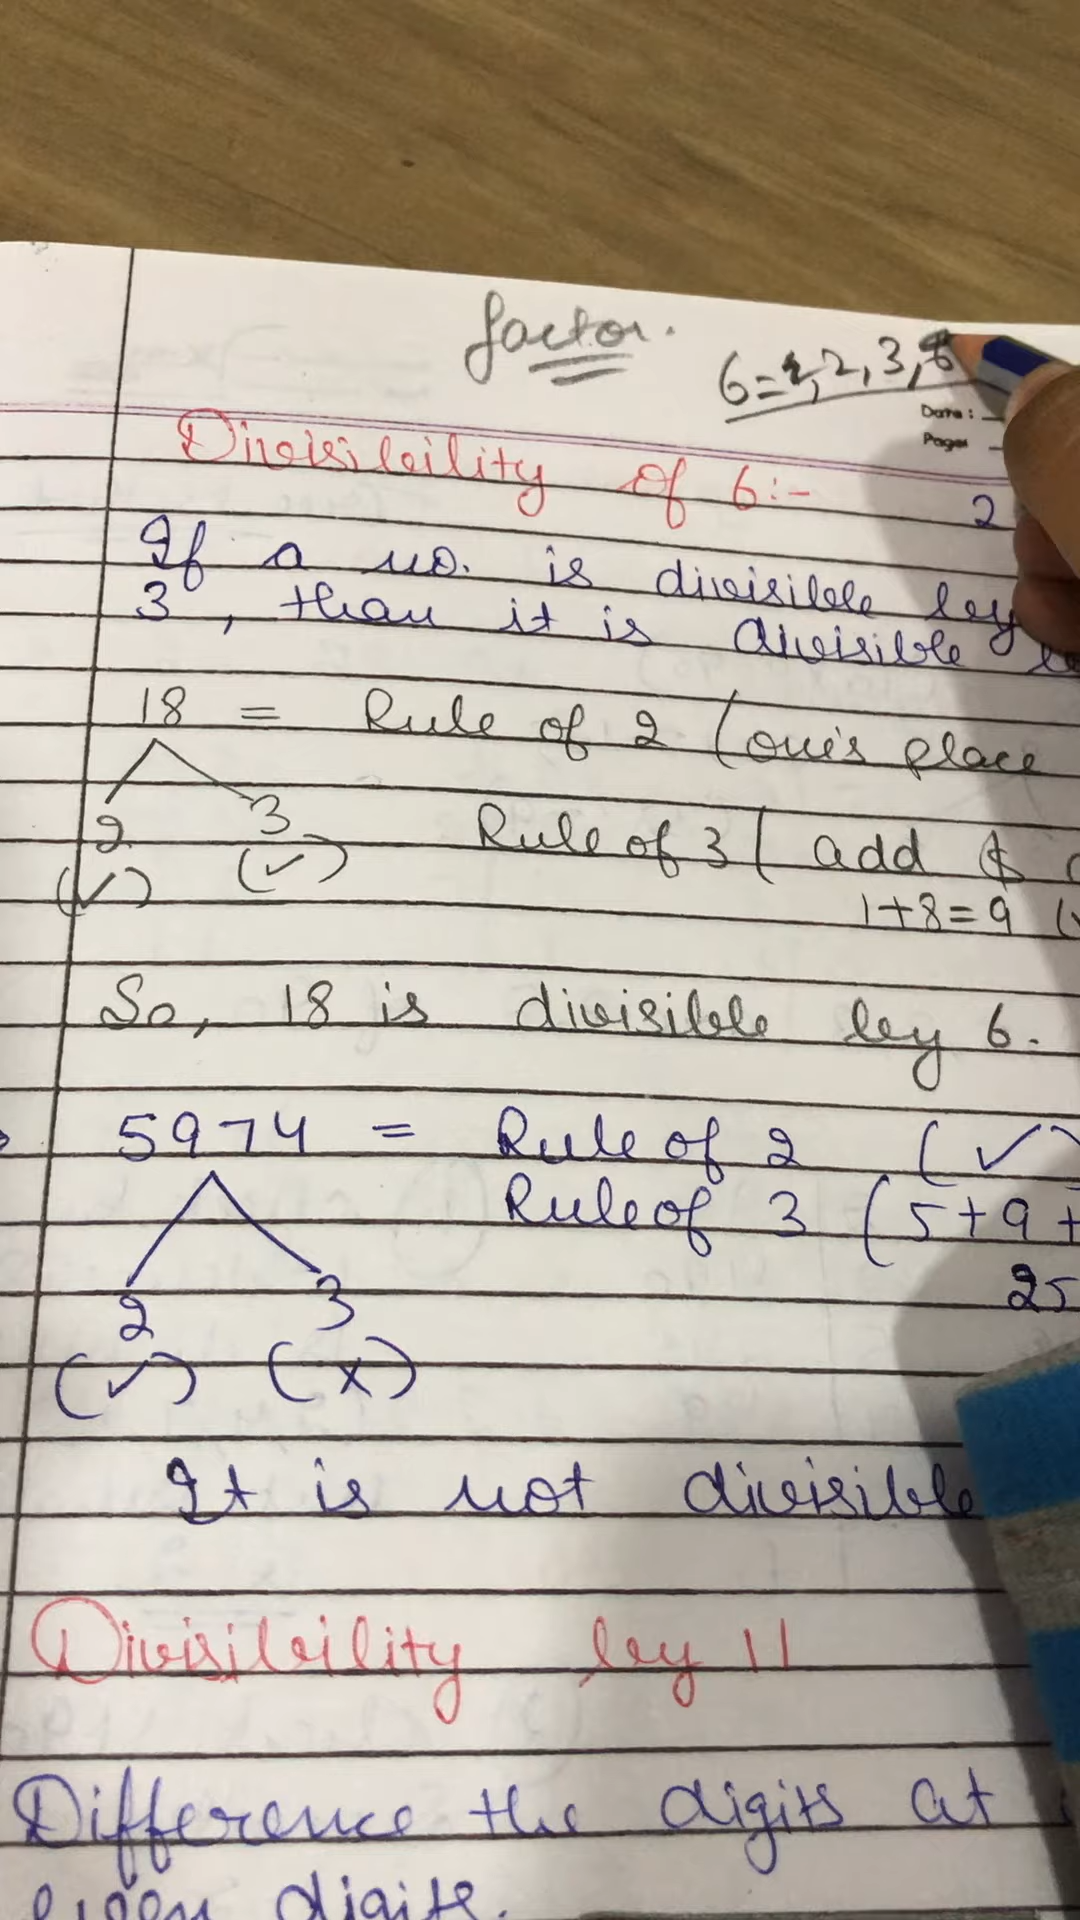 factor.
6=1,2,3,6
Date:
Page
Divisibility of 6:-
2
If a no. is divisible by
3, than it is divisible
18 = Rule of 2 (one's place
2 3
(✓) (✓)
Rule of 3 ( add &
1+8=9 (
So, 18 is divisible by 6.
5974 = Rule of 2 (✓)
Rule of 3 (5+9+
25
2 3
(✓) (x)
It is not divisible
Divisibility by 11
Difference the digits at
digits.